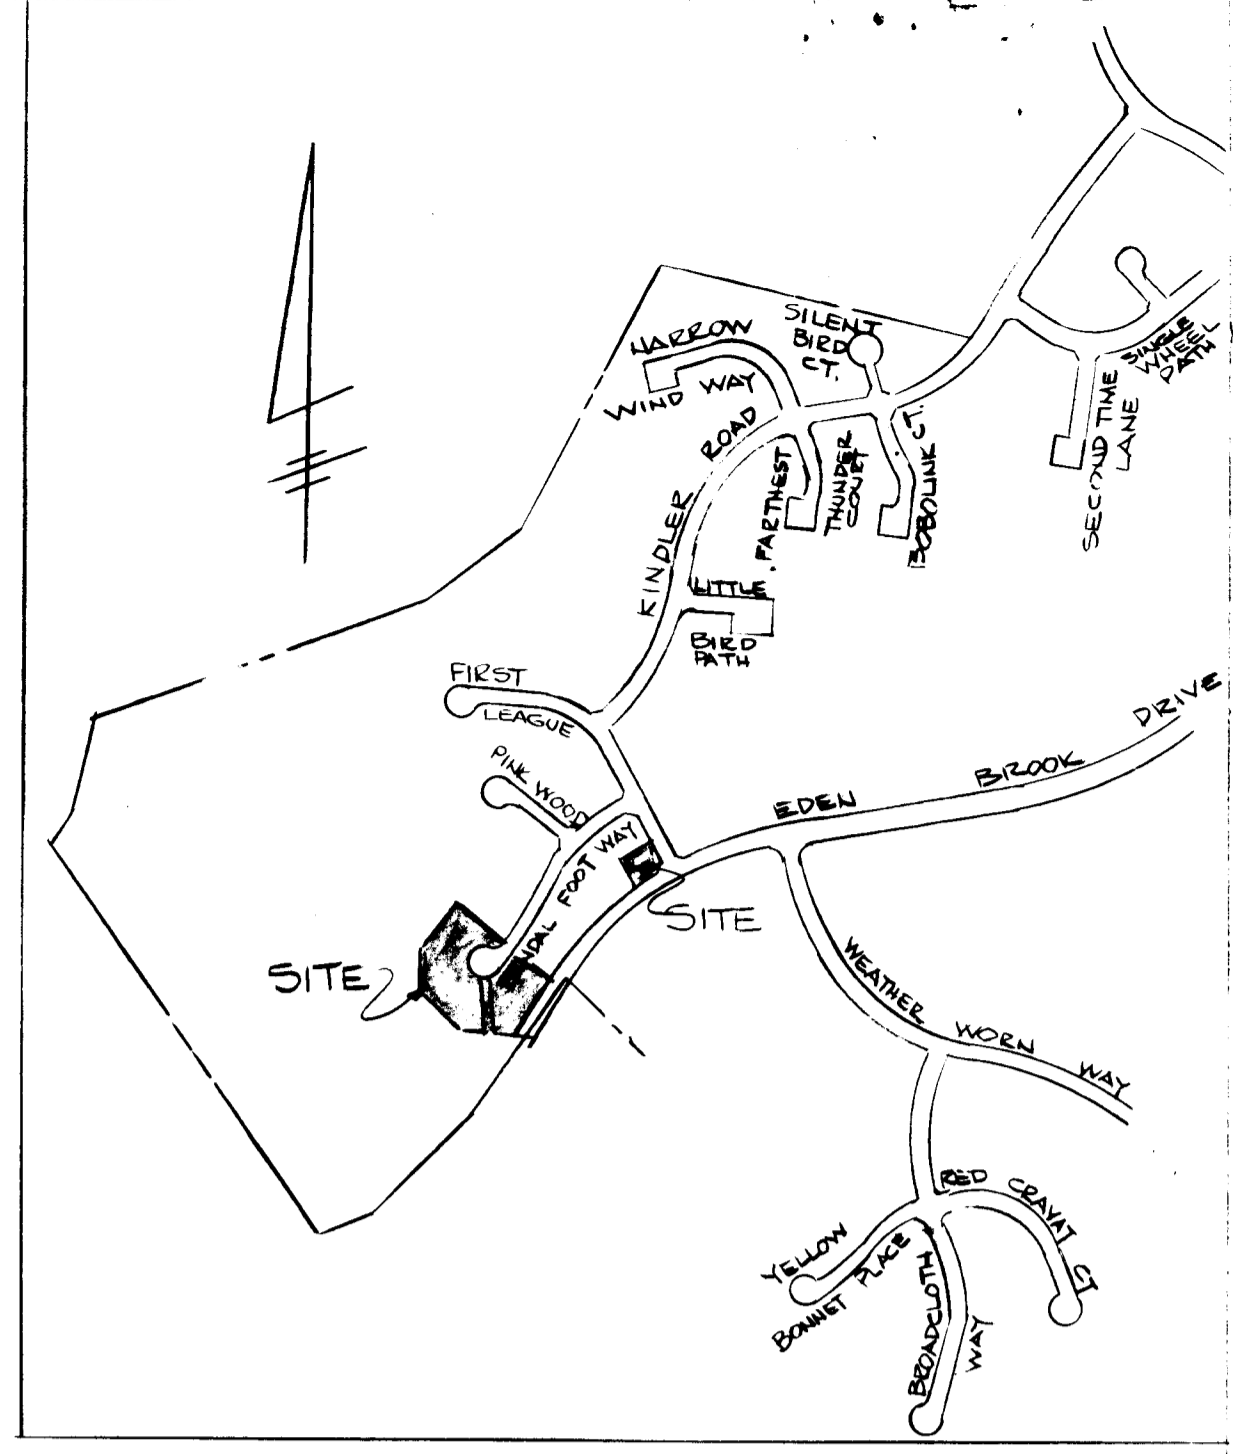 SILENT
BIRD
CT.
NARROW
WIND WAY
ROAD
KINDLER
FARTHEST
THUNDER
COURT
BOBOLINK CT.
SINGLE
WHEEL
PATH
SECOND TIME
LANE
LITTLE
BIRD
PATH
FIRST
LEAGUE
PINK WOOD
FOOT WAY
EDEN BROOK DRIVE
SITE
SITE
WEATHER WORN WAY
RED CRAVAT CT
YELLOW
BONNET PLACE
BROADCLOTH
WAY